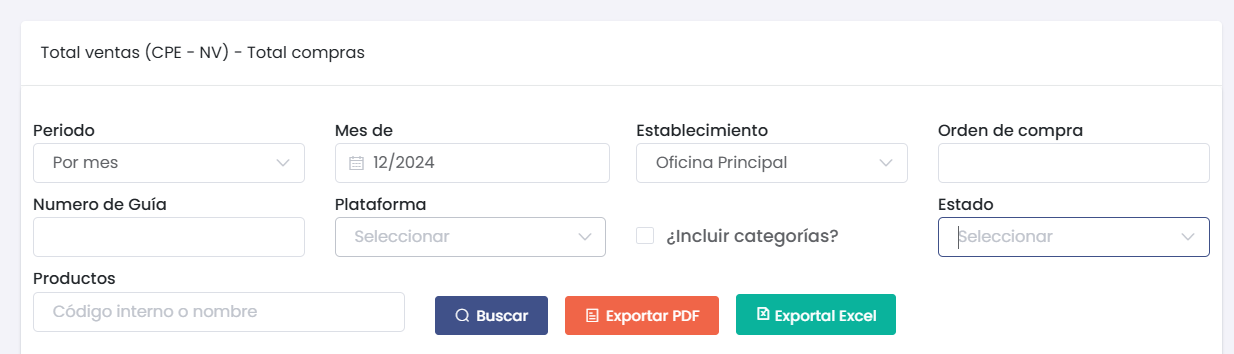 Total ventas (CPE - NV) - Total compras
Periodo
Mes de
Establecimiento
Orden de compra
Por mes
12/2024
Oficina Principal
Numero de Guía
Plataforma
Estado
Seleccionar
¿Incluir categorías?
Seleccionar
Productos
Código interno o nombre
Buscar
Exportar PDF
Exportal Excel